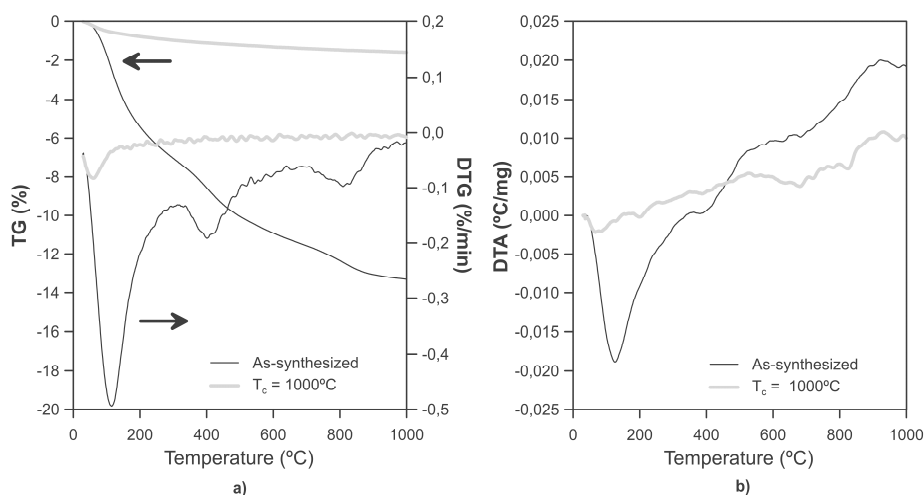 TG (%)
0
-2
-4
-6
-8
-10
-12
-14
-16
-18
-20
0,2
0,1
0,0
-0,1
-0,2
-0,3
-0,4
-0,5
DTG (%/min)
As-synthesized
Tc = 1000ºC
0 200 400 600 800 1000
Temperature (ºC)
a)
DTA (ºC/mg)
0,025
0,020
0,015
0,010
0,005
0,000
-0,005
-0,010
-0,015
-0,020
-0,025
As-synthesized
Tc = 1000ºC
0 200 400 600 800 1000
Temperature (ºC)
b)